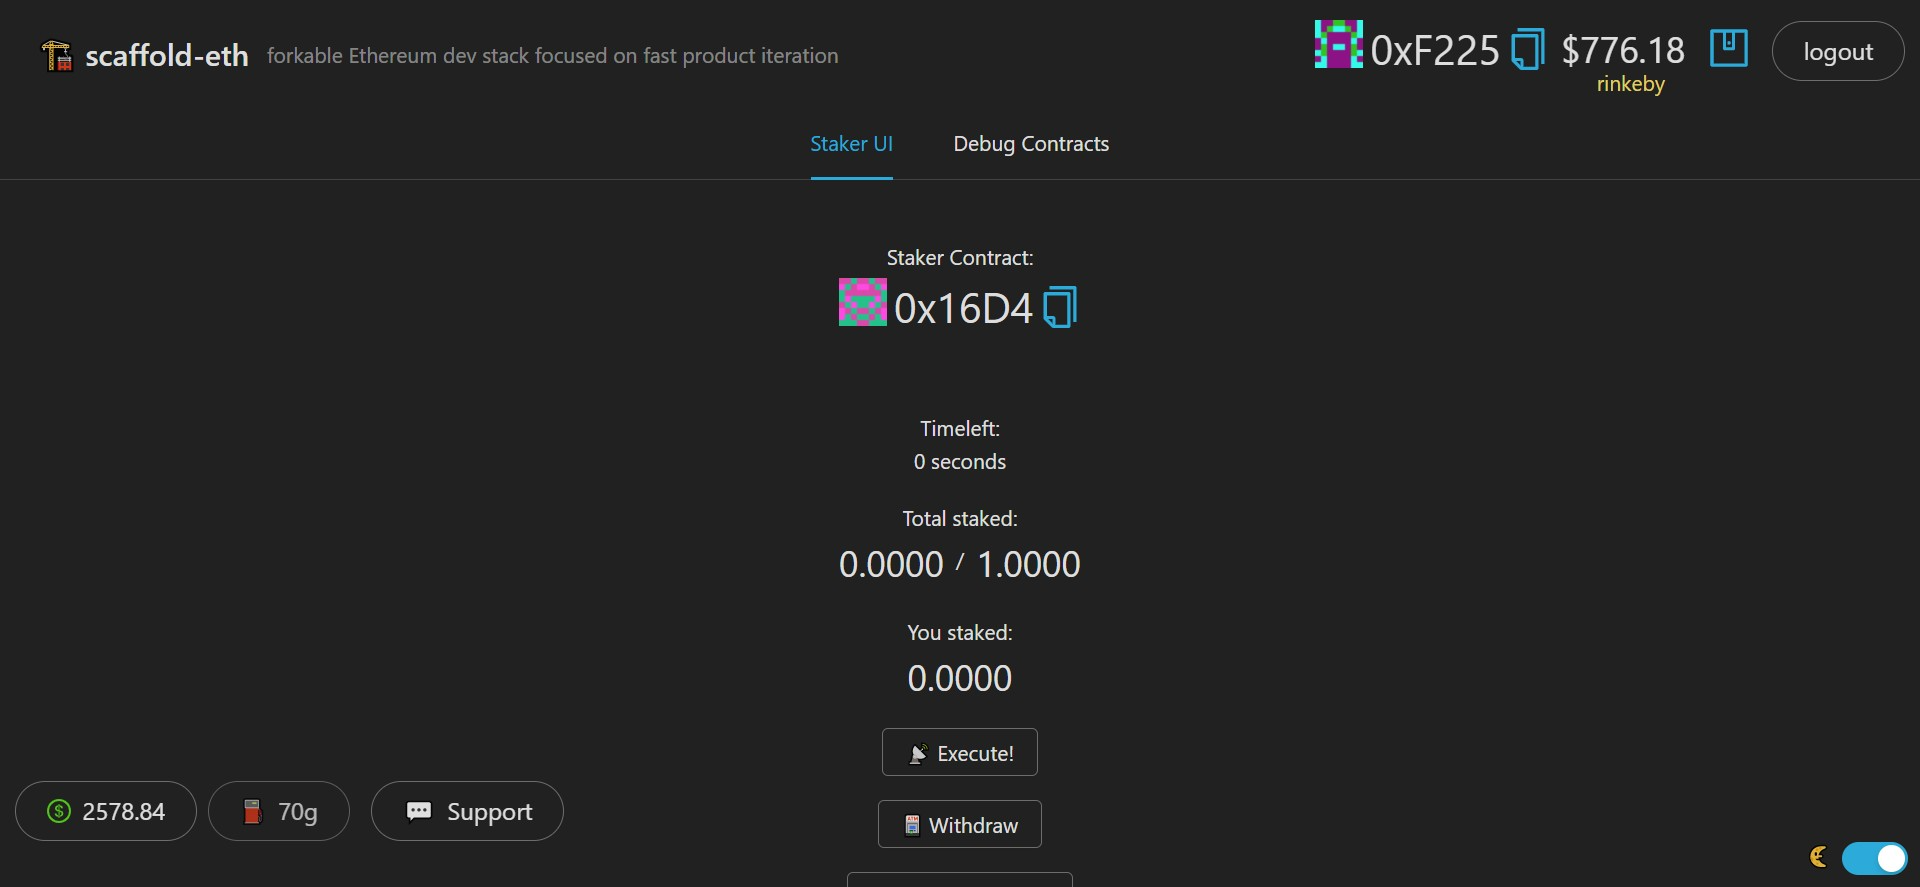 scaffold-eth forkable Ethereum dev stack focused on fast product iteration
0xF225 $776.18 logout
rinkeby
Staker UI Debug Contracts
Staker Contract:
0x16D4
Timeleft:
0 seconds
Total staked:
0.0000 / 1.0000
You staked:
0.0000
Execute!
Withdraw
2578.84 70g Support